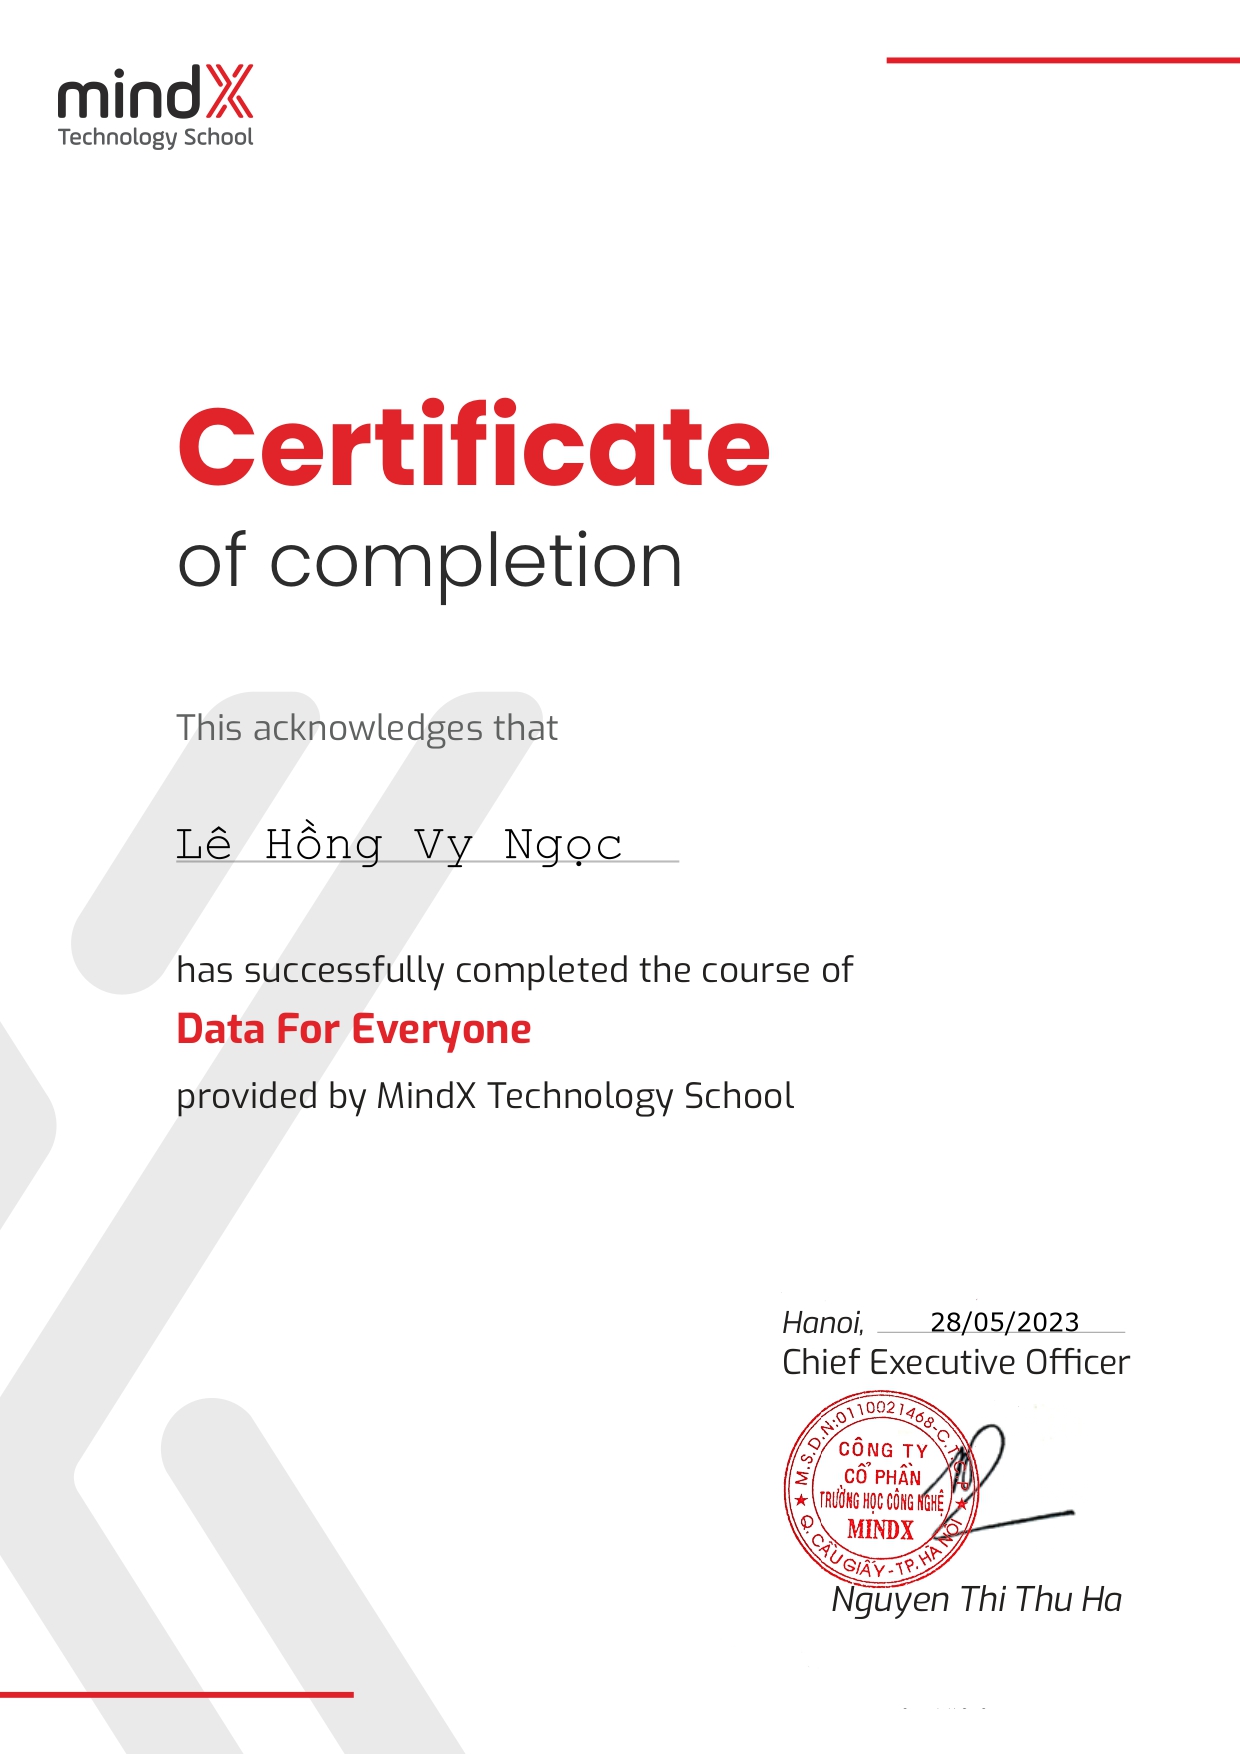 mindX
Technology School
Certificate
of completion
This acknowledges that
Lê Hồng Vy Ngọc
has successfully completed the course of
Data For Everyone
provided by MindX Technology School
Hanoi, 28/05/2023
Chief Executive Officer
M.S.D.N:0110021468-C.T.C.P
CÔNG TY
CỔ PHẦN
TRƯỜNG HỌC CÔNG NGHỆ
MINDX
Q. CẦU GIẤY - TP. HÀ NỘI
Nguyen Thi Thu Ha